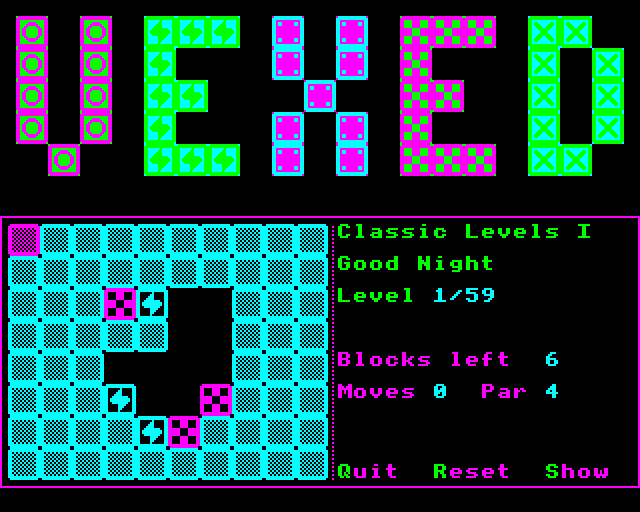 VEXED
Classic Levels I
Good Night
Level 1/59
Blocks left 6
Moves 0 Par 4
Quit Reset Show